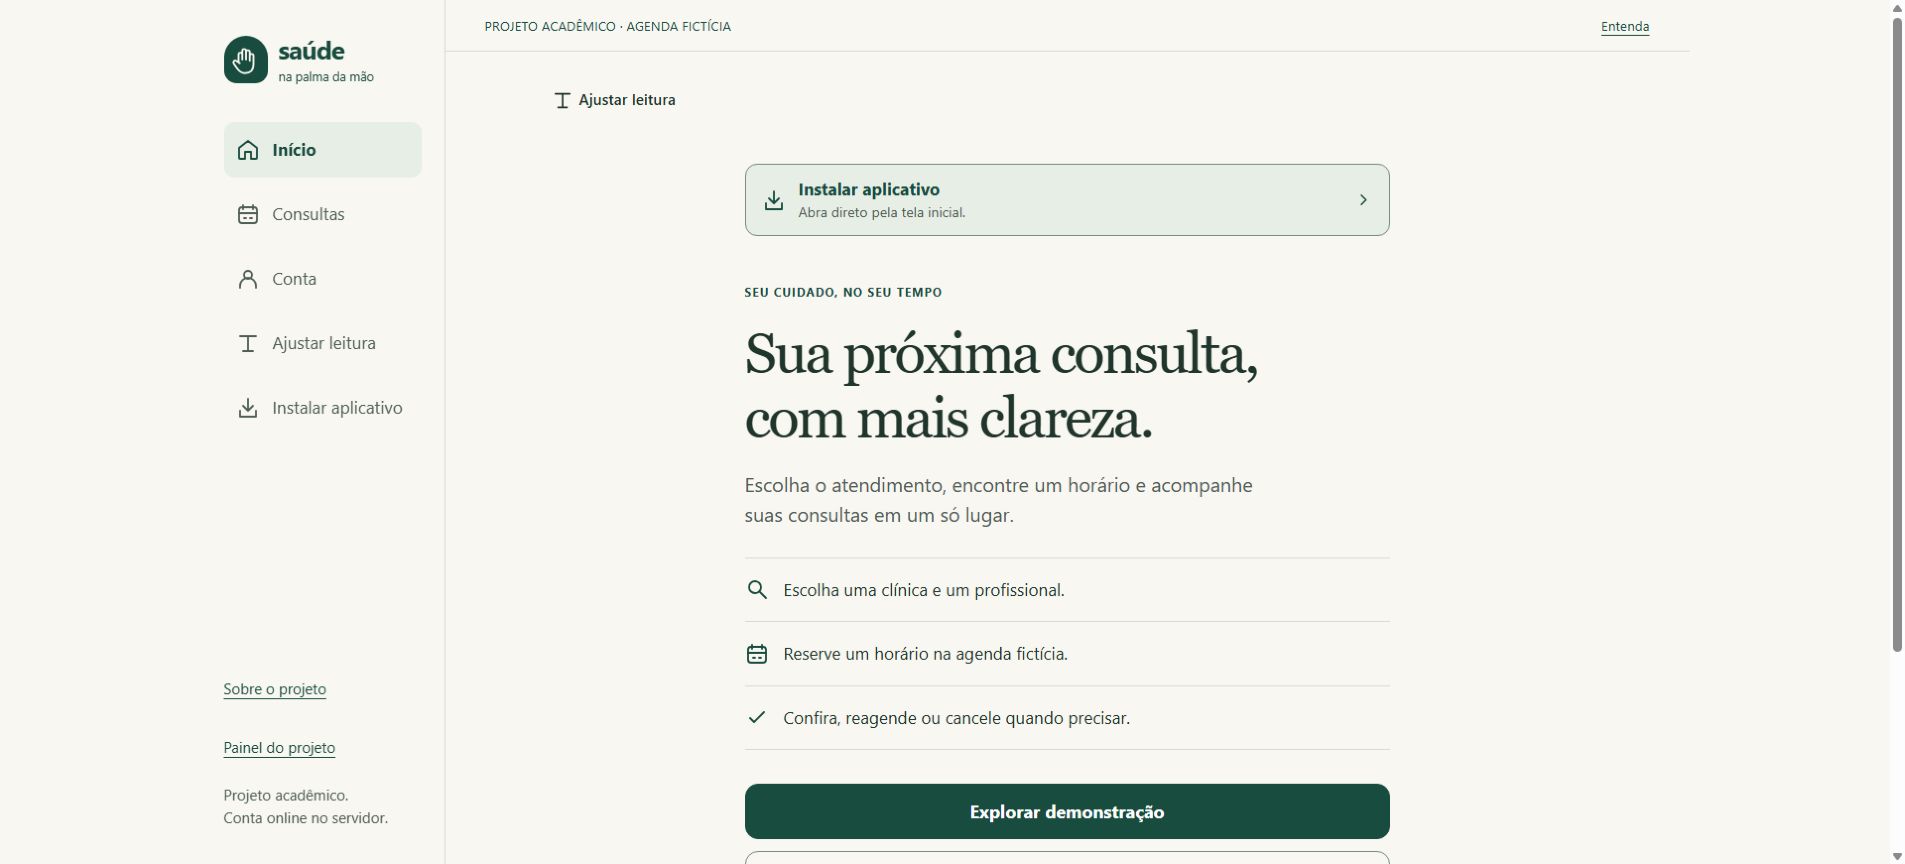 saúde
na palma da mão
Início
Consultas
Conta
Ajustar leitura
Instalar aplicativo
Sobre o projeto
Painel do projeto
Projeto acadêmico.
Conta online no servidor.
PROJETO ACADÊMICO · AGENDA FICTÍCIA
Entenda
Ajustar leitura
Instalar aplicativo
Abra direto pela tela inicial.
SEU CUIDADO, NO SEU TEMPO
Sua próxima consulta,
com mais clareza.
Escolha o atendimento, encontre um horário e acompanhe
suas consultas em um só lugar.
Escolha uma clínica e um profissional.
Reserve um horário na agenda fictícia.
Confira, reagende ou cancele quando precisar.
Explorar demonstração